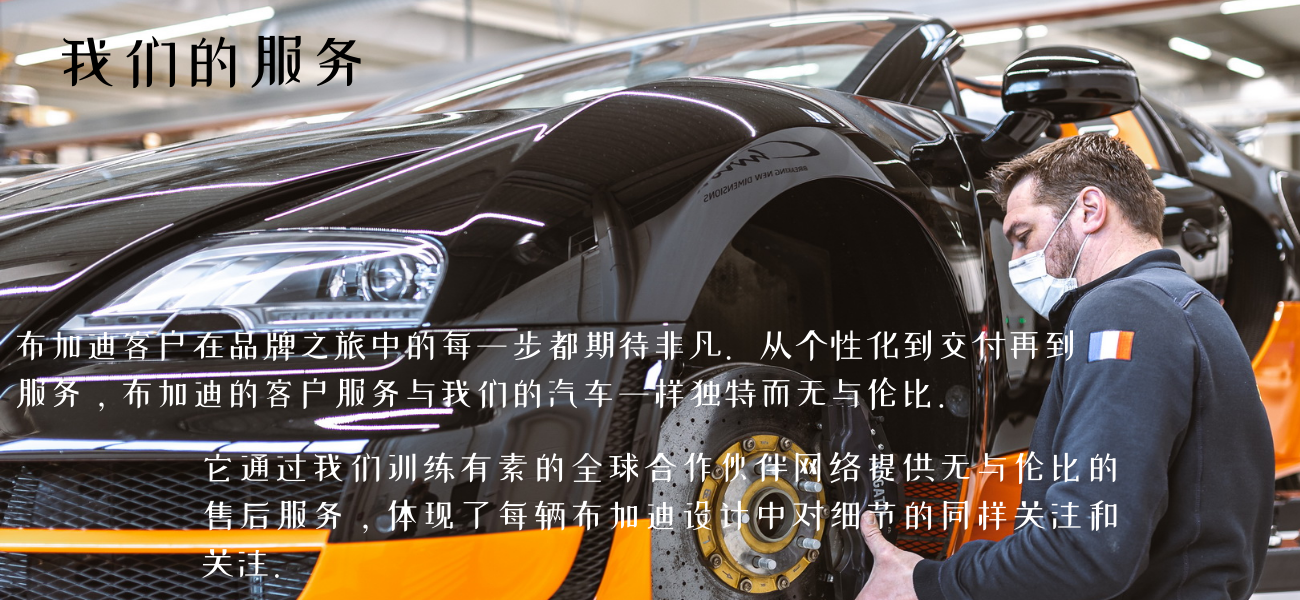 我们的服务
BREAKING NEW DIMENSIONS
布加迪客户在品牌之旅中的每一步都期待非凡. 从个性化到交付再到
服务,布加迪的客户服务与我们的汽车一样独特而无与伦比.
它通过我们训练有素的全球合作伙伴网络提供无与伦比的
售后服务,体现了每辆布加迪设计中对细节的同样关注和
关注.